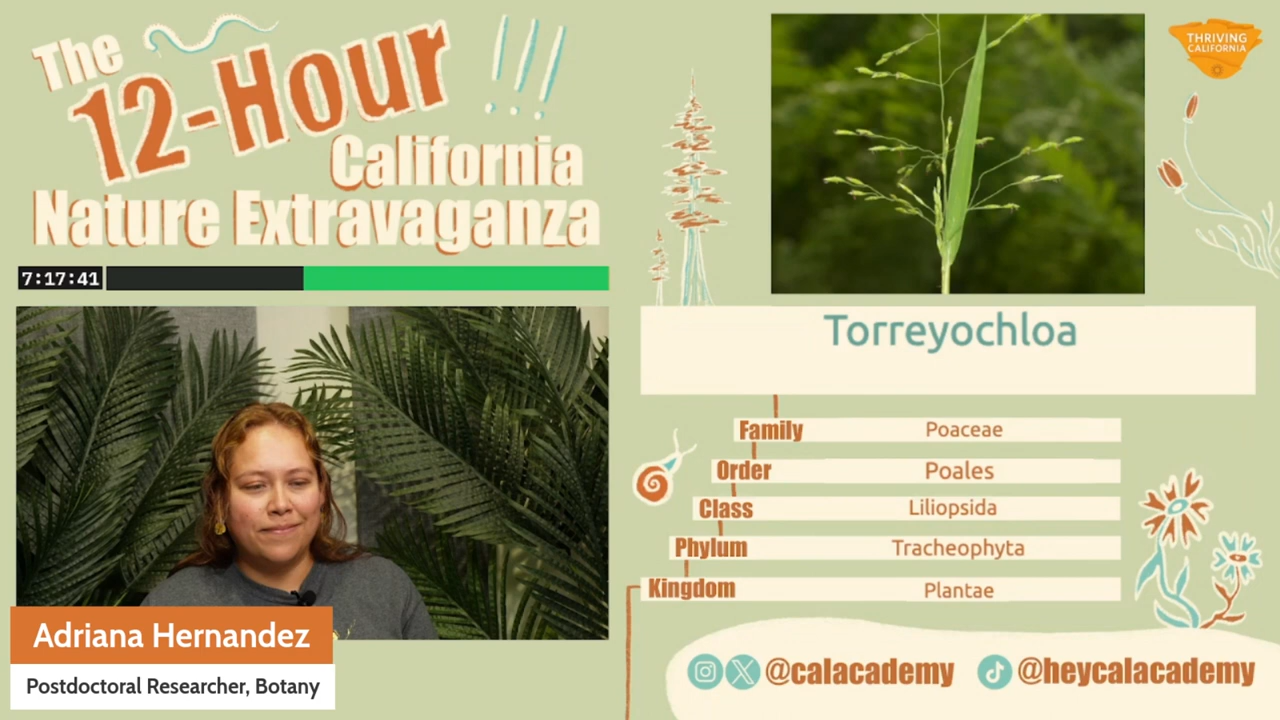 The
12-Hour !!!
California
Nature Extravaganza
7:17:41
THRIVING
CALIFORNIA
Torreyochloa
Family Poaceae
Order Poales
Class Liliopsida
Phylum Tracheophyta
Kingdom Plantae
Adriana Hernandez
Postdoctoral Researcher, Botany
@calacademy @heycalacademy